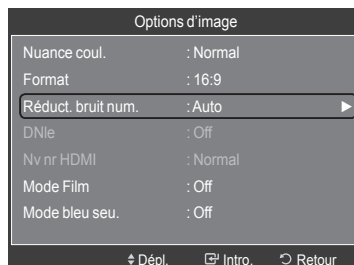 Options d'image
Nuance coul. : Normal
Format : 16:9
Réduct. bruit num. : Auto ►
DNIe : Off
Nv nr HDMI : Normal
Mode Film : Off
Mode bleu seu. : Off
Dépl. Intro. Retour